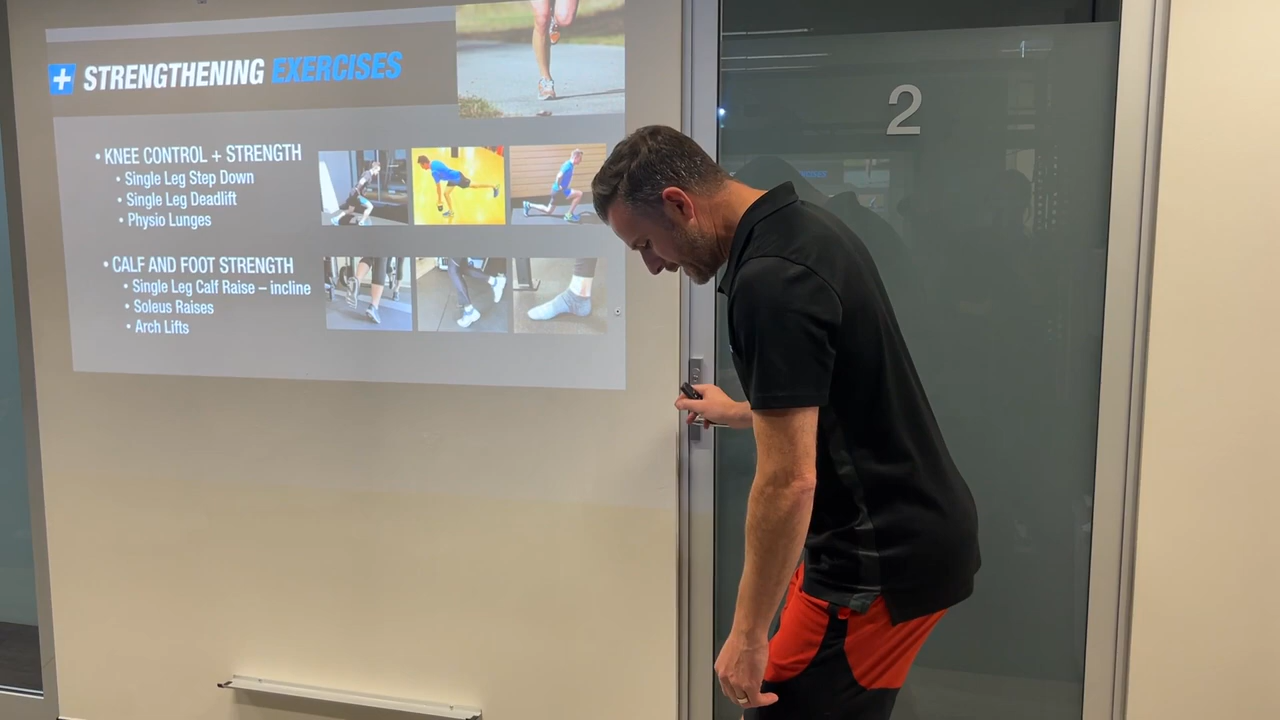 STRENGTHENING EXERCISES
• KNEE CONTROL + STRENGTH
• Single Leg Step Down
• Single Leg Deadlift
• Physio Lunges
• CALF AND FOOT STRENGTH
• Single Leg Calf Raise – incline
• Soleus Raises
• Arch Lifts
2